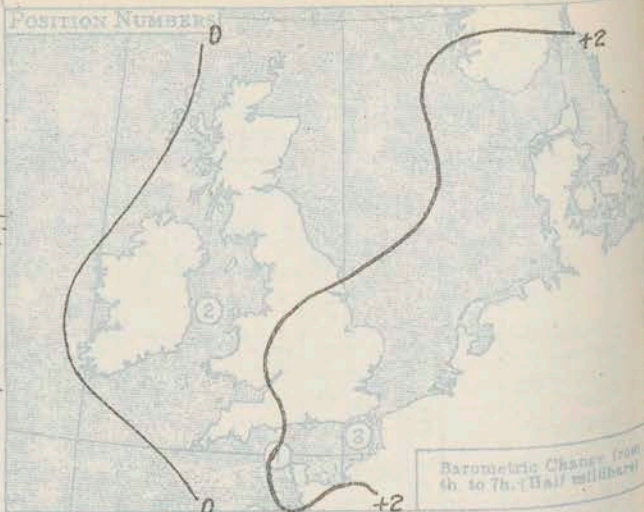 POSITION NUMBERS
0
+2
2
3
Barometric Change from
4h. to 7h. (Half millibars)
0
+2